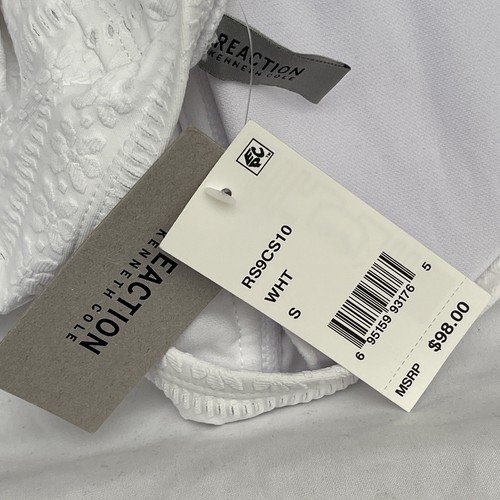 REACTION
KENNETH COLE
REACTION
KENNETH COLE
RS9CS10
WHT
S
6 95159 93176 5
MSRP $98.00